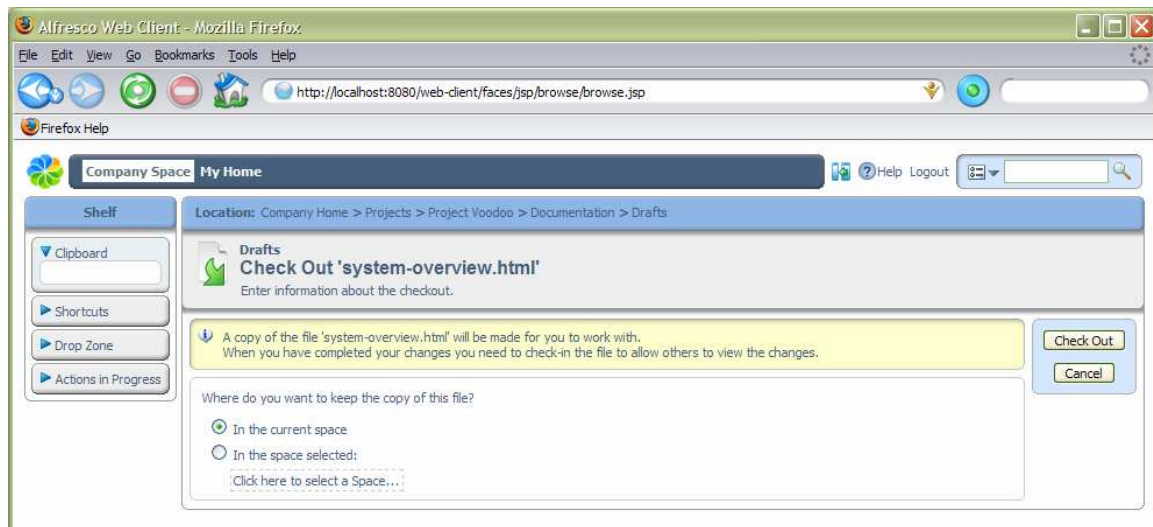 Alfresco Web Client - Mozilla Firefox
File Edit View Go Bookmarks Tools Help
http://localhost:8080/web-client/faces/jsp/browse/browse.jsp
Firefox Help
Company Space My Home Help Logout
Shelf
Location: Company Home > Projects > Project Voodoo > Documentation > Drafts
Clipboard
Drafts
Check Out 'system-overview.html'
Enter information about the checkout.
Shortcuts
Drop Zone
Actions in Progress
A copy of the file 'system-overview.html' will be made for you to work with.
When you have completed your changes you need to check-in the file to allow others to view the changes.
Check Out
Cancel
Where do you want to keep the copy of this file?
In the current space
In the space selected:
Click here to select a Space...